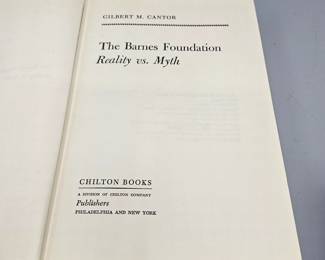 GILBERT M. CANTOR
The Barnes Foundation
Reality vs. Myth
CHILTON BOOKS
A DIVISION OF CHILTON COMPANY
Publishers
PHILADELPHIA AND NEW YORK